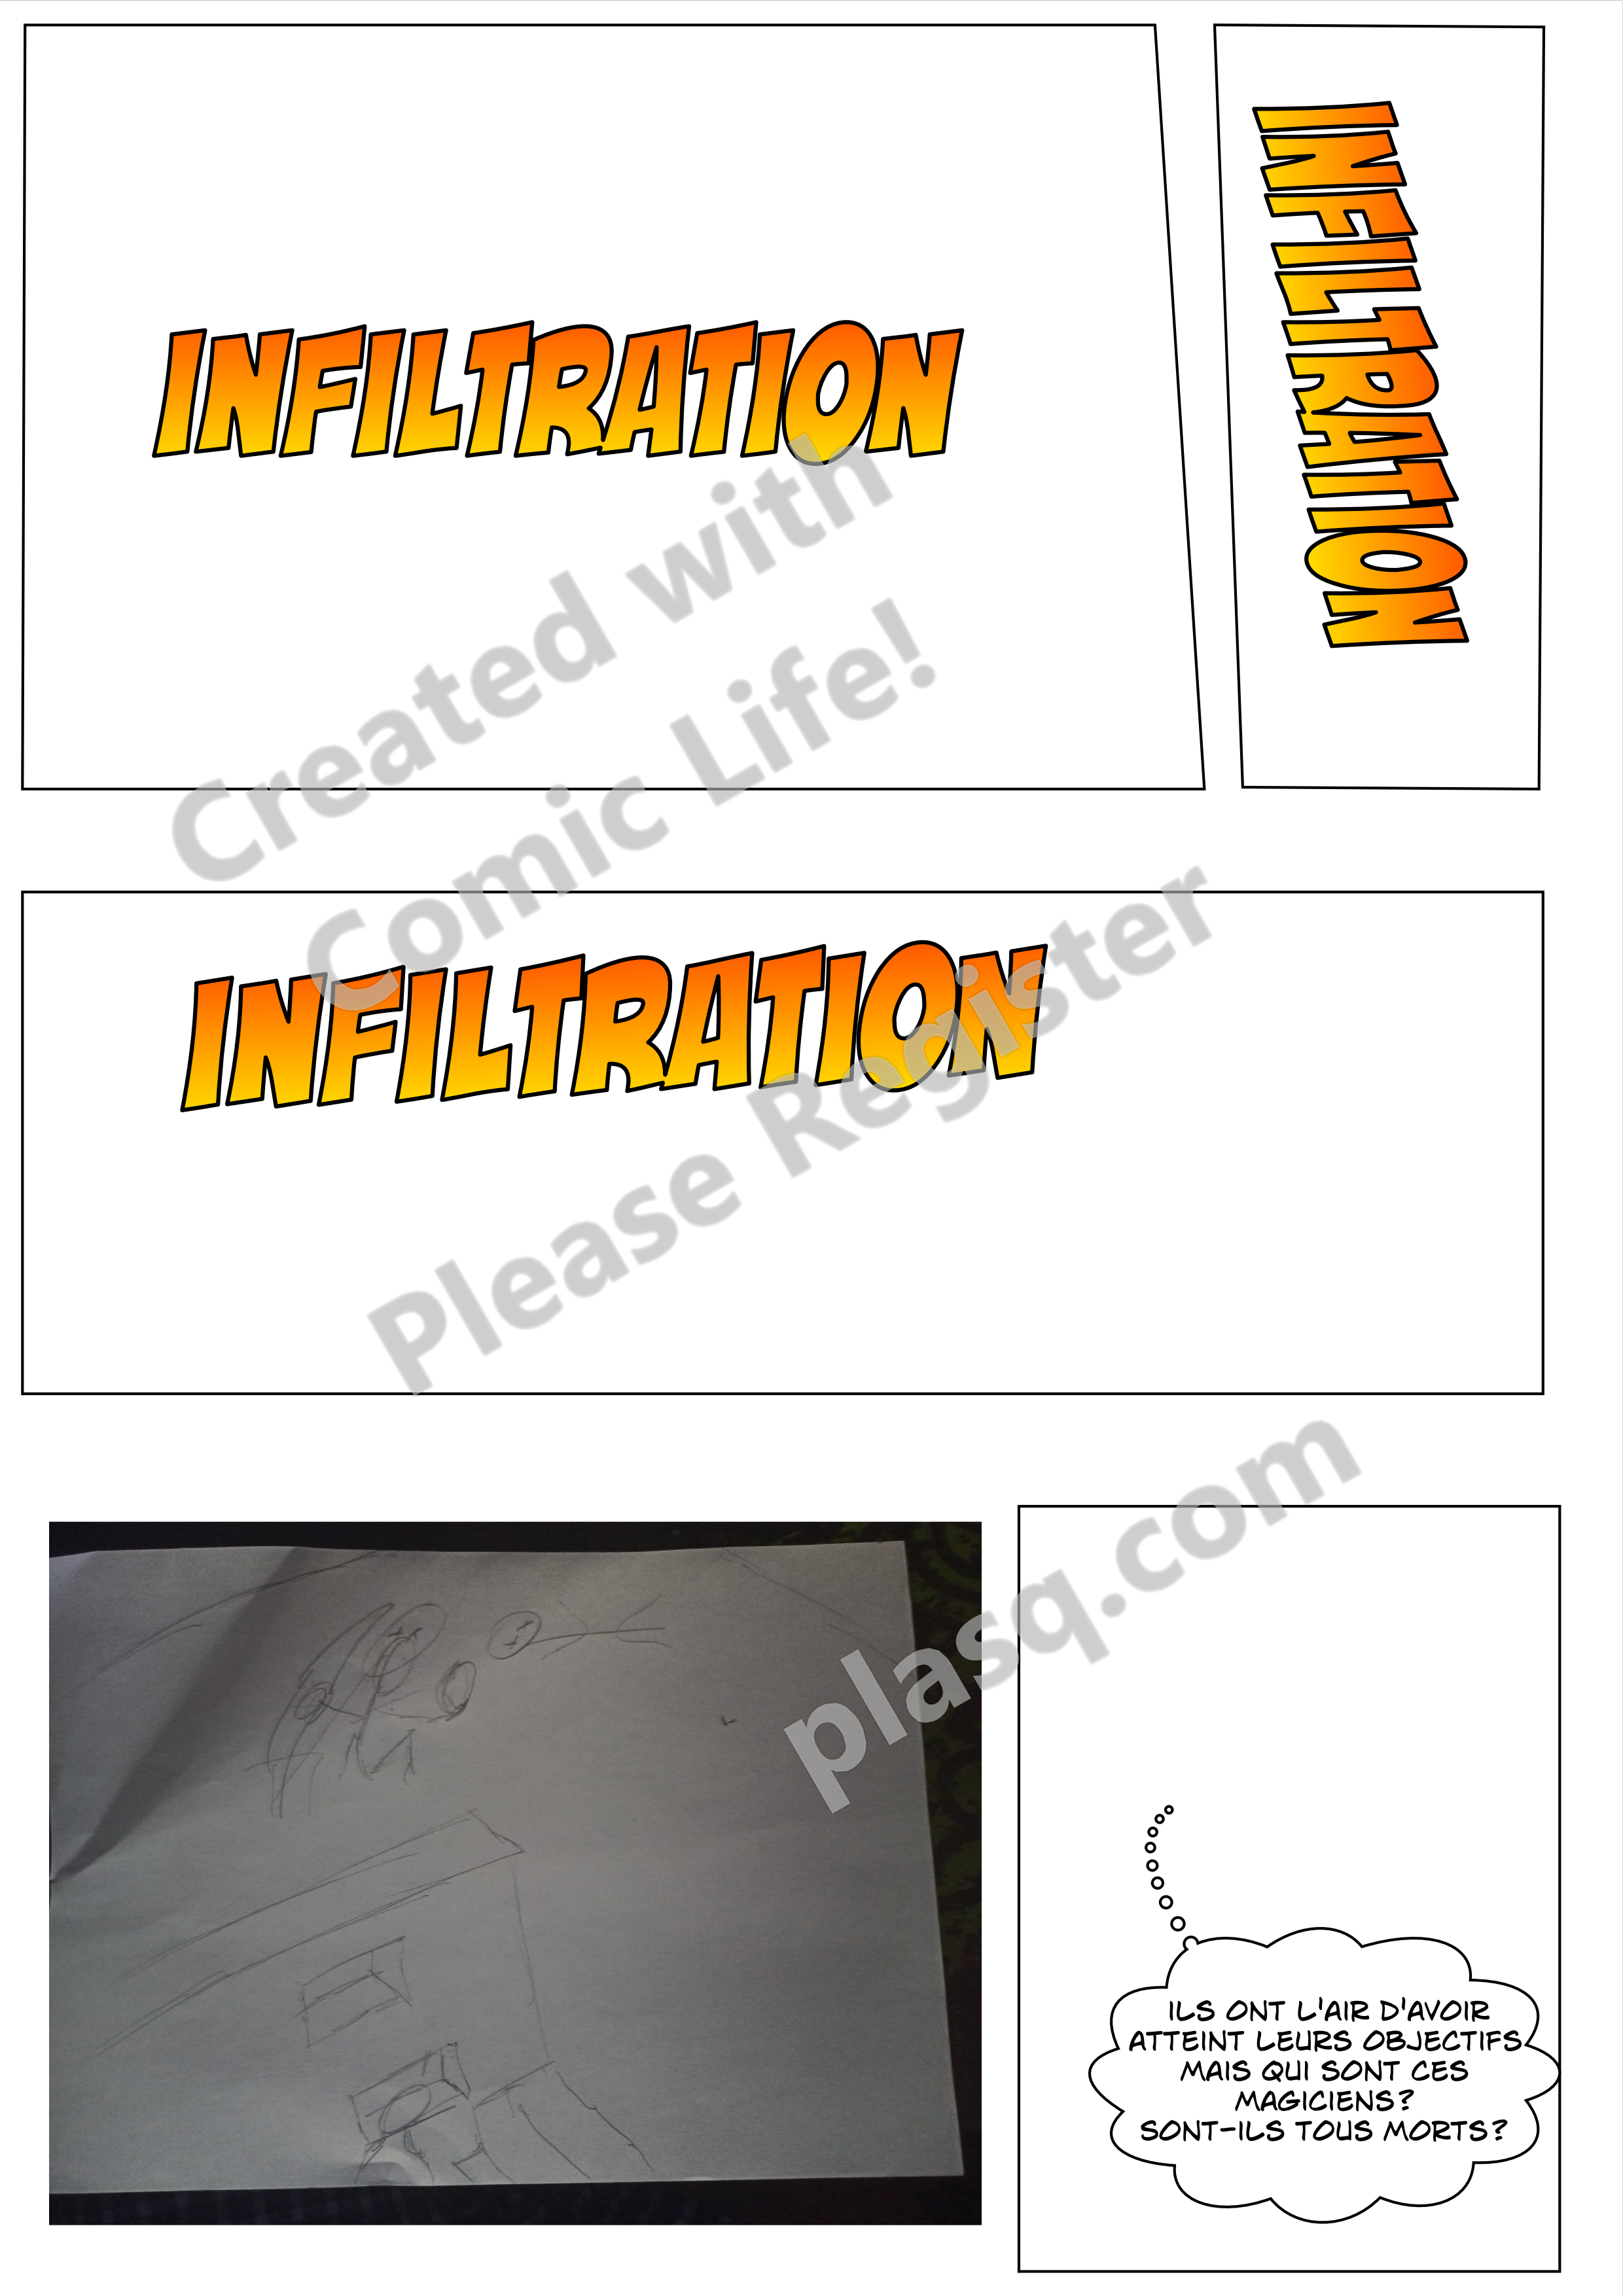 INFILTRATION
INFILTRATION
Created with
Comic Life!
INFILTRATION
Please Register
plasq.com
ILS ONT L'AIR D'AVOIR
ATTEINT LEURS OBJECTIFS
MAIS QUI SONT CES
MAGICIENS?
SONT-ILS TOUS MORTS?